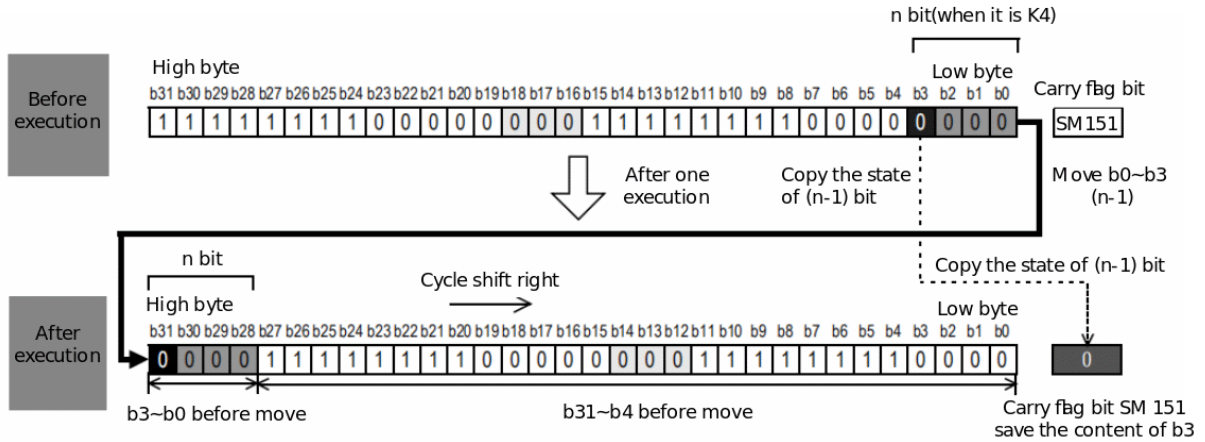 n bit(when it is K4)
High byte
Low byte
b31 b30 b29 b28 b27 b26 b25 b24 b23 b22 b21 b20 b19 b18 b17 b16 b15 b14 b13 b12 b11 b10 b9 b8 b7 b6 b5 b4 b3 b2 b1 b0
Carry flag bit
Before
execution
1 1 1 1 1 1 1 1 0 0 0 0 0 0 0 0 1 1 1 1 1 1 1 1 0 0 0 0 0 0 0 0
SM151
After one
execution
Copy the state
of (n-1) bit
Move b0~b3
(n-1)
n bit
Cycle shift right
Copy the state of (n-1) bit
High byte
Low byte
b31 b30 b29 b28 b27 b26 b25 b24 b23 b22 b21 b20 b19 b18 b17 b16 b15 b14 b13 b12 b11 b10 b9 b8 b7 b6 b5 b4 b3 b2 b1 b0
After
execution
0 0 0 0 1 1 1 1 1 1 1 1 0 0 0 0 0 0 0 0 1 1 1 1 1 1 1 1 0 0 0 0
0
b3~b0 before move
b31~b4 before move
Carry flag bit SM 151
save the content of b3